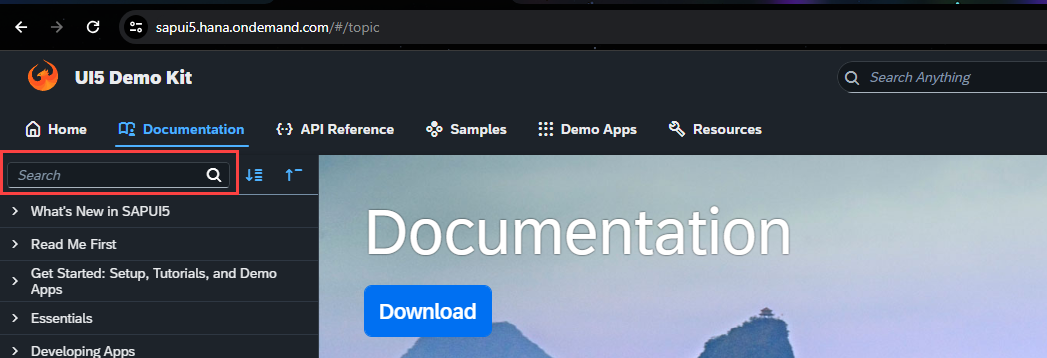 sapui5.hana.ondemand.com/#/topic
UI5 Demo Kit
Search Anything
Home
Documentation
{·} API Reference
Samples
Demo Apps
Resources
Search
What's New in SAPUI5
Read Me First
Get Started: Setup, Tutorials, and Demo
Apps
Essentials
Developing Apps
Documentation
Download